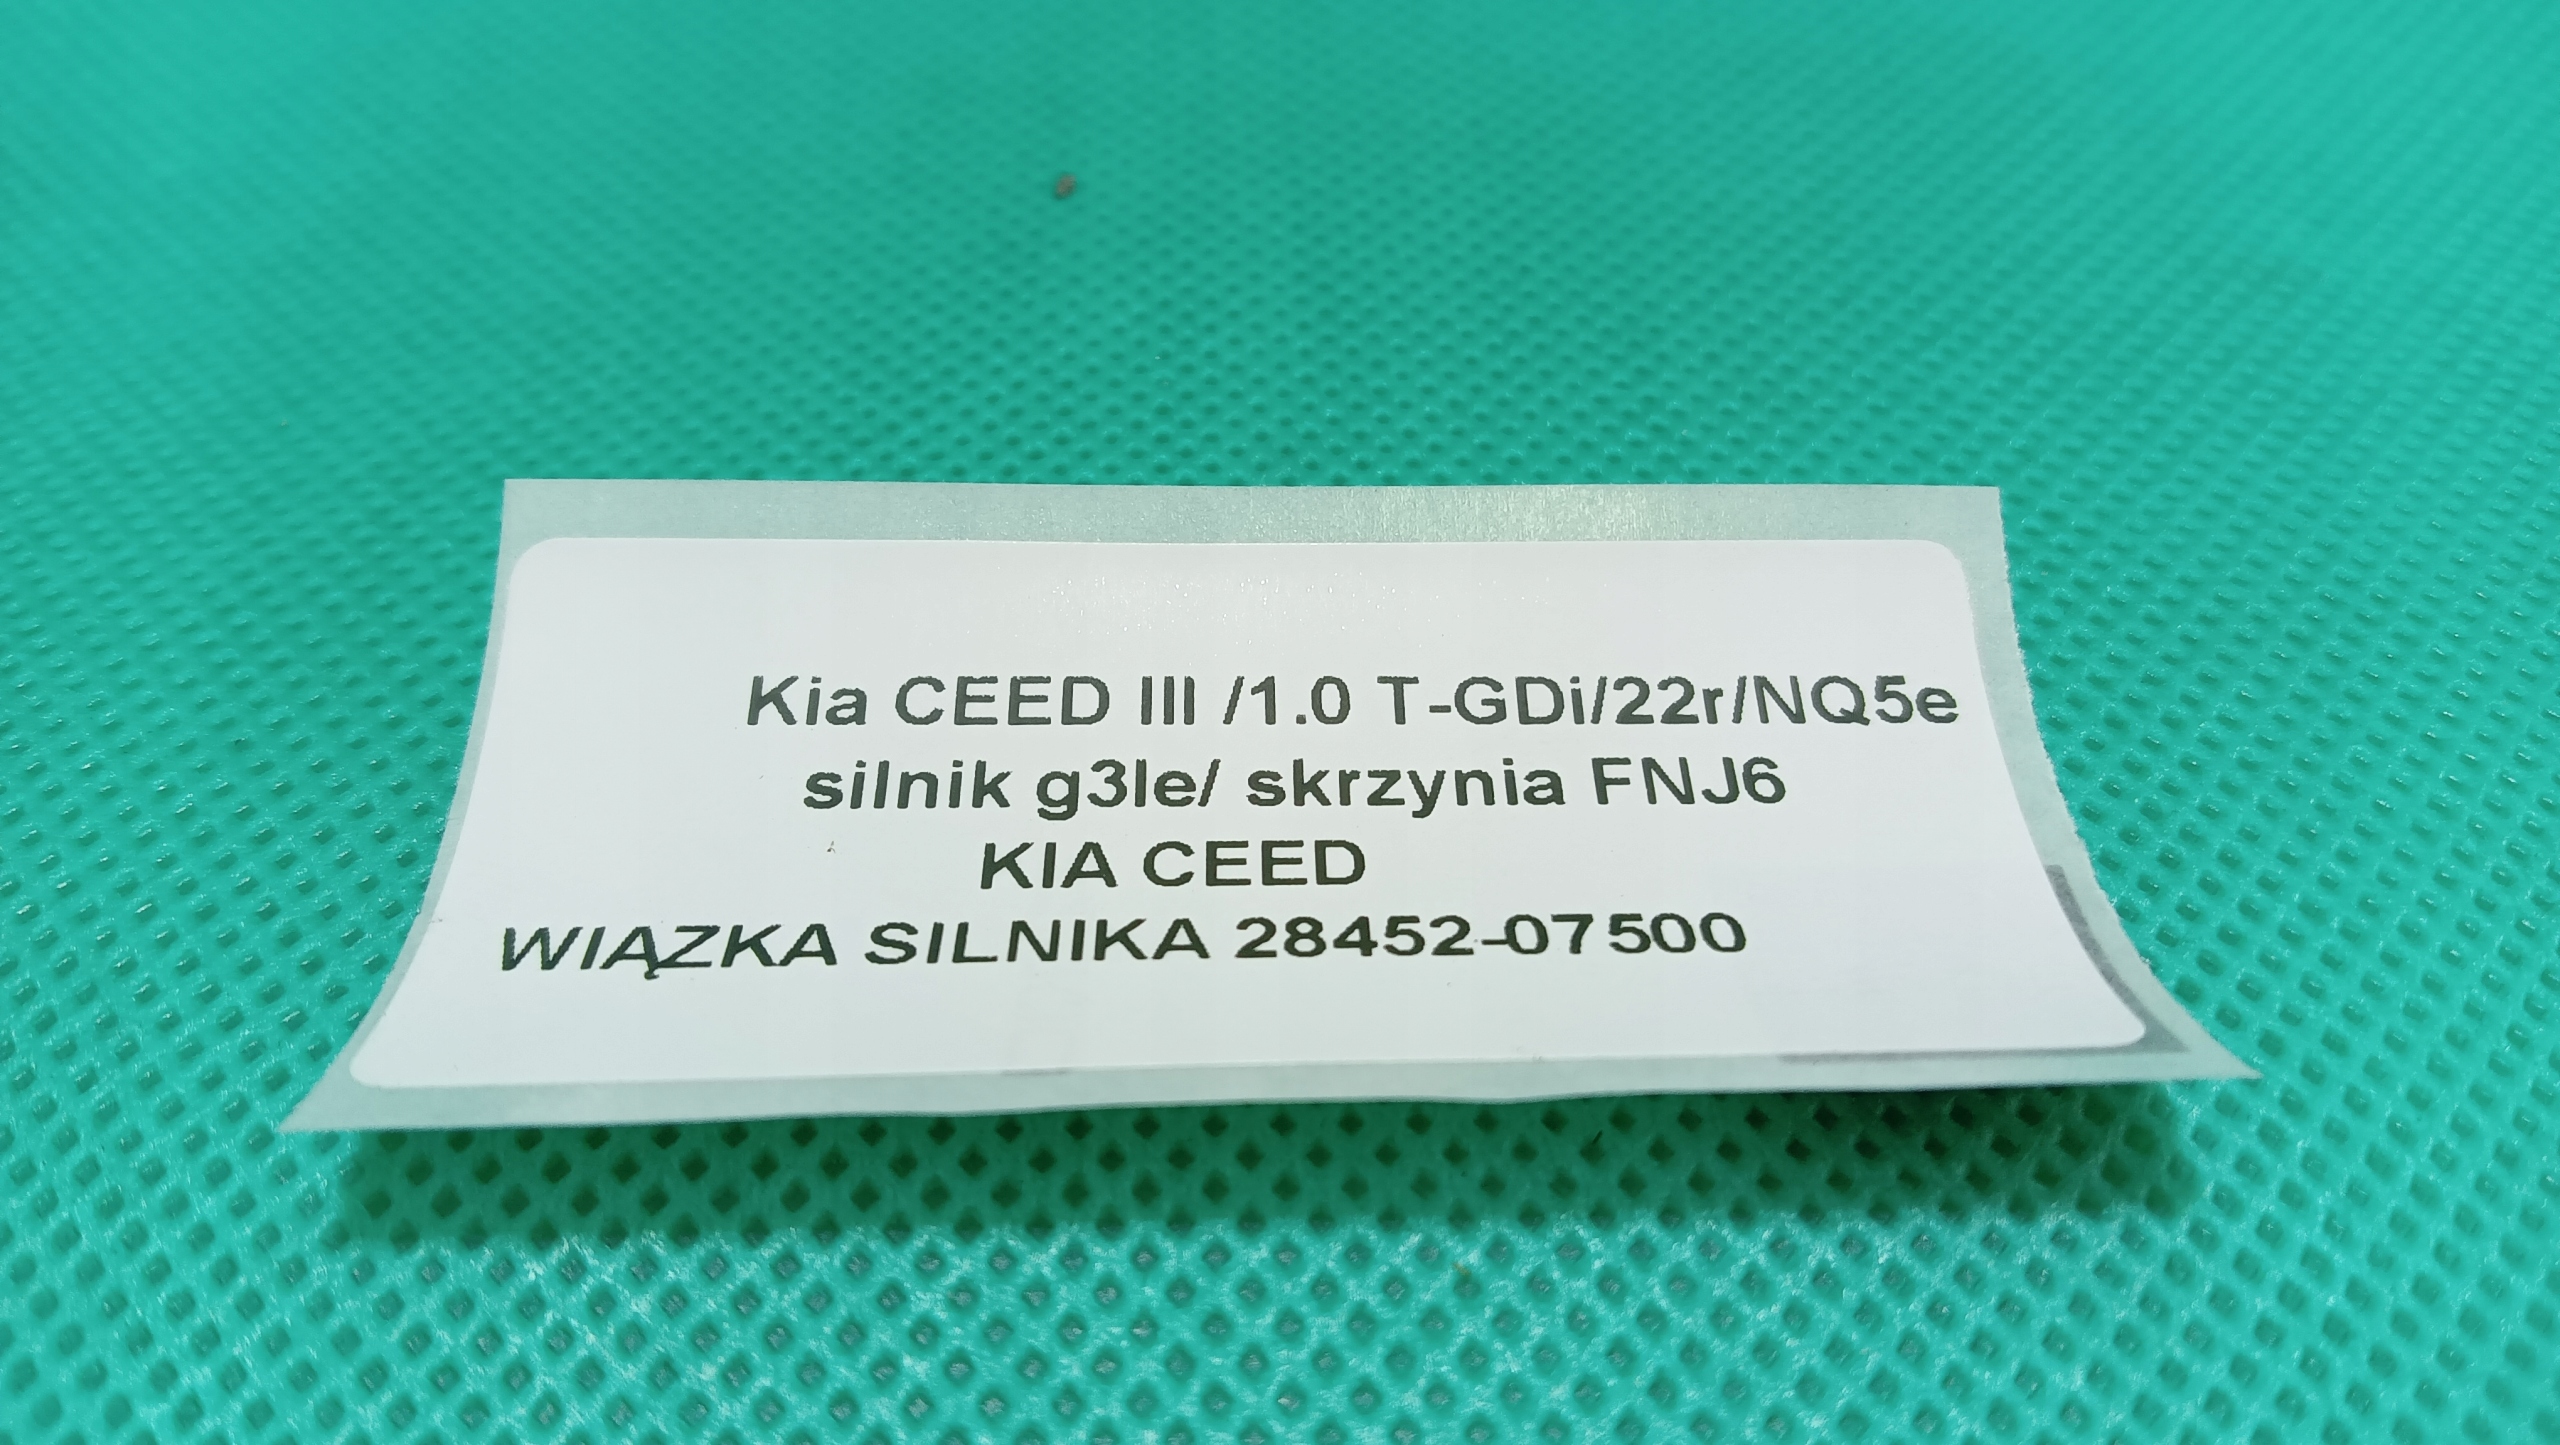 Kia CEED III /1.0 T-GDi/22r/NQ5e
silnik g3le/ skrzynia FNJ6
KIA CEED
WIĄZKA SILNIKA 28452-07500